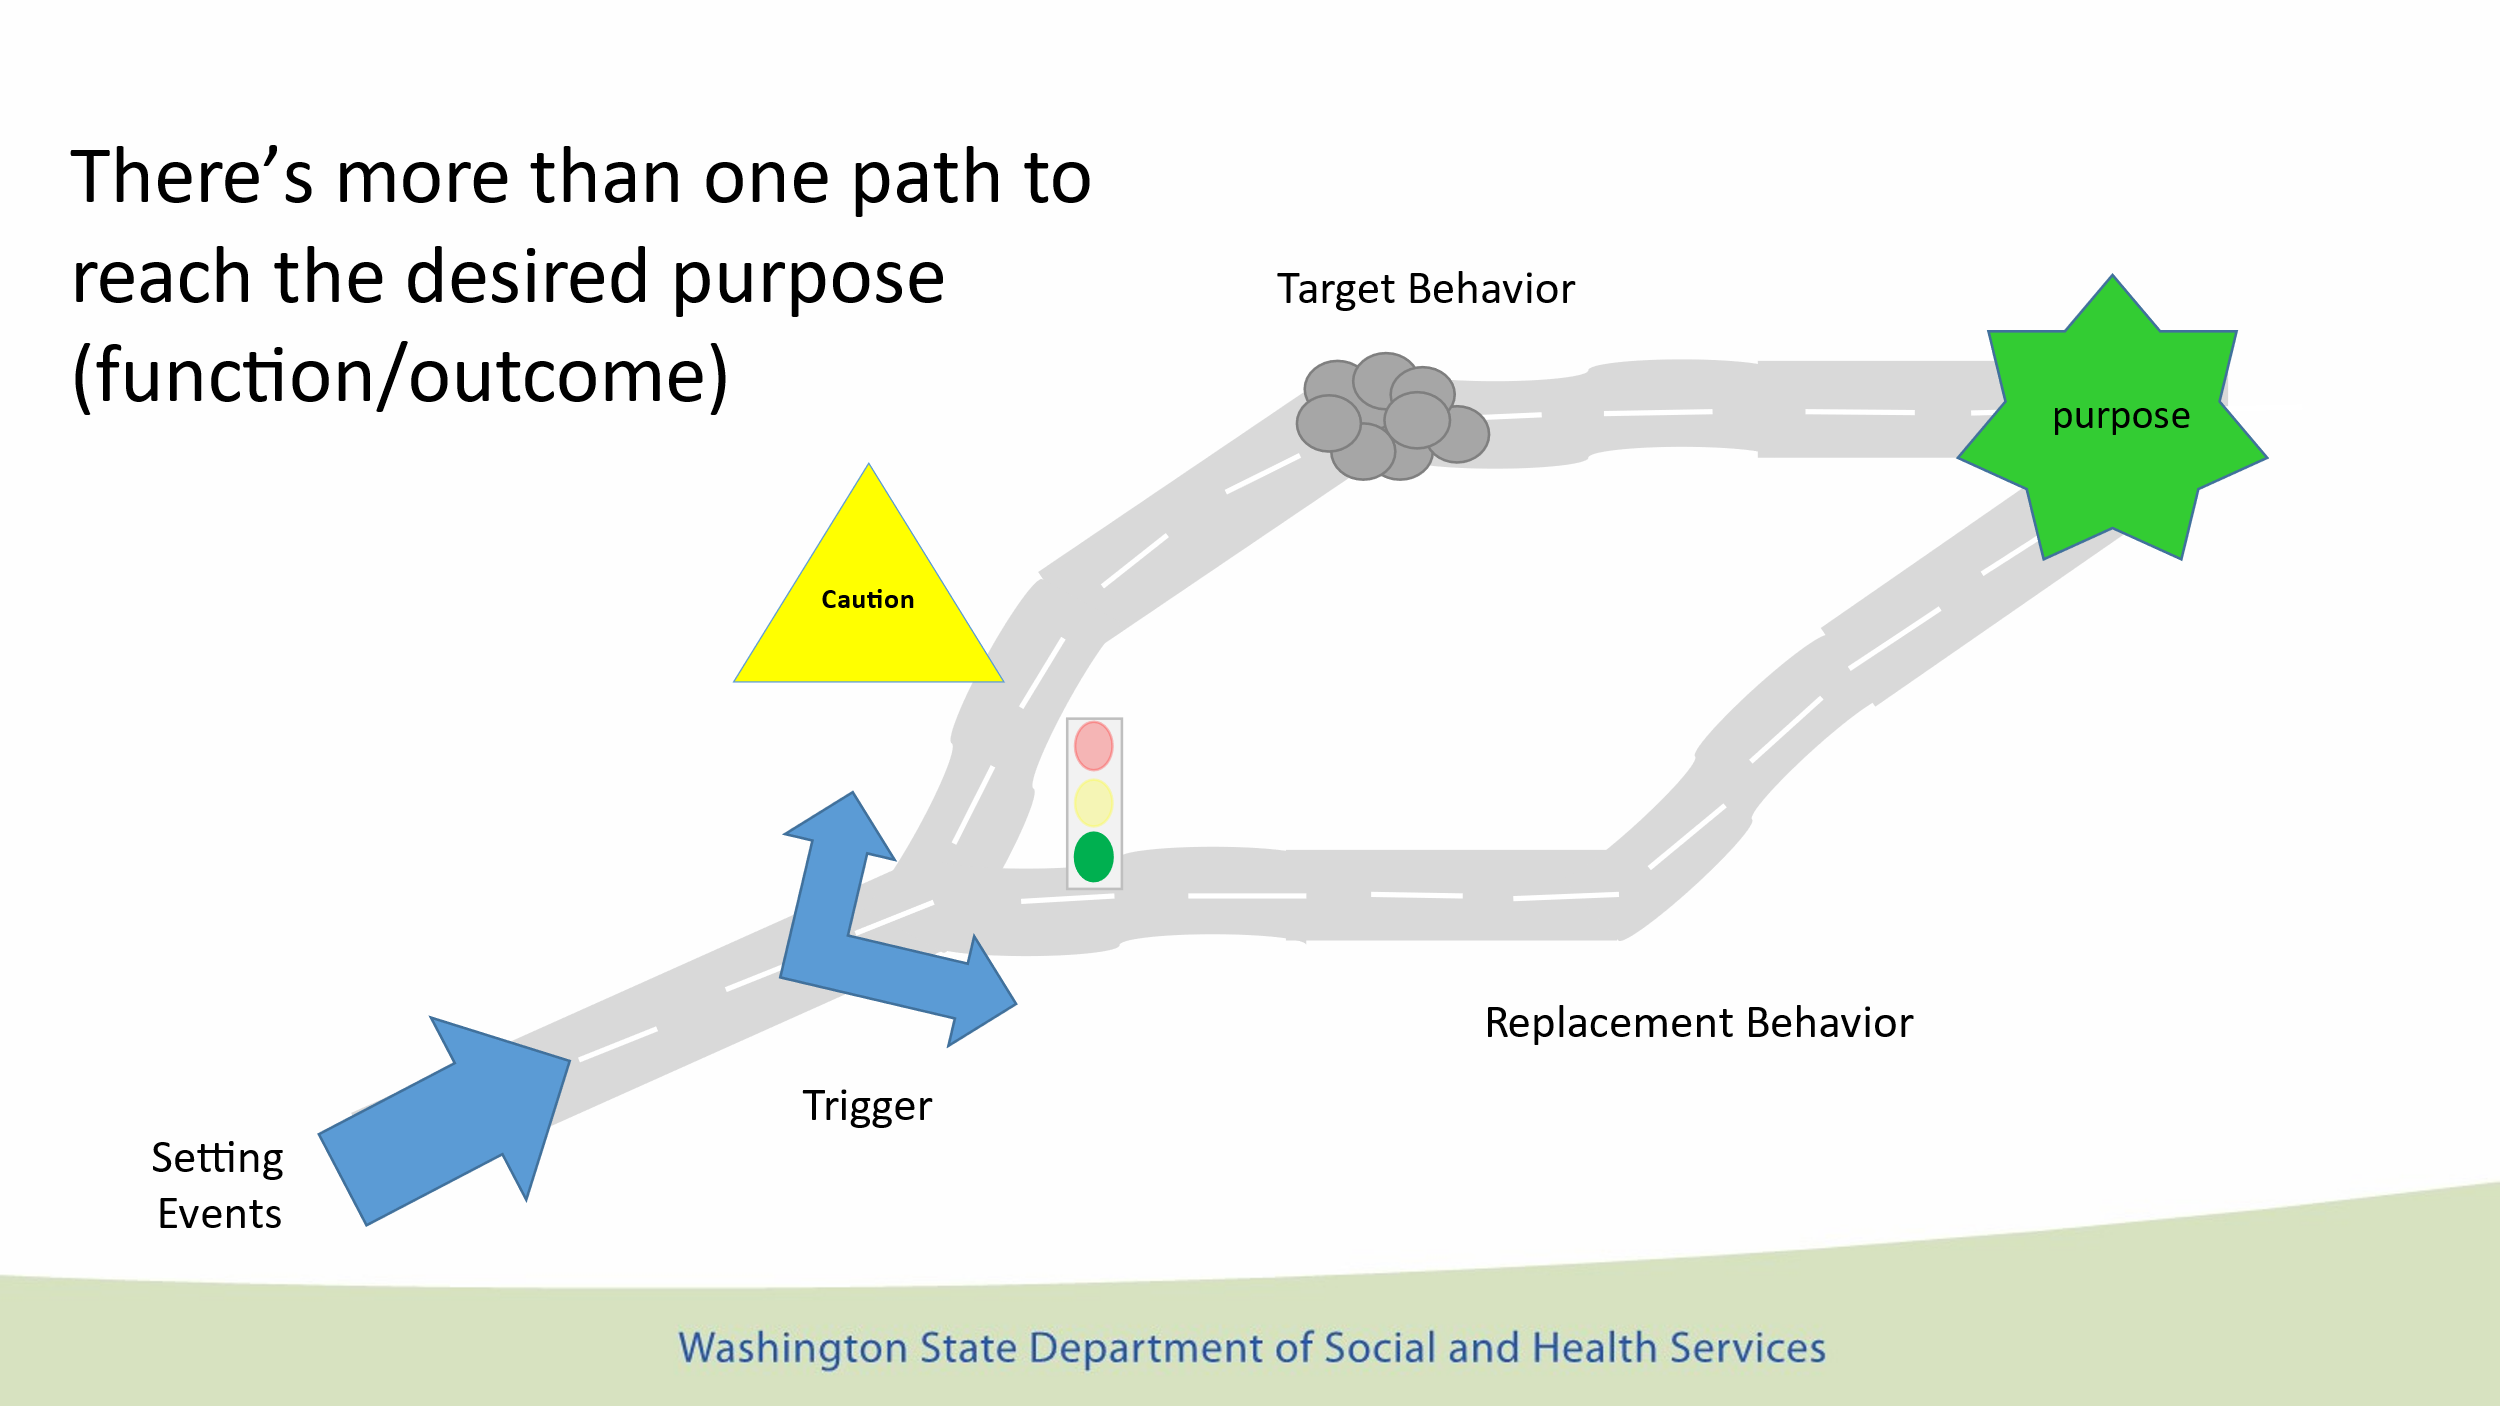 There’s more than one path to
reach the desired purpose
(function/outcome)
Target Behavior
purpose
Caution
Replacement Behavior
Trigger
Setting
Events
Washington State Department of Social and Health Services